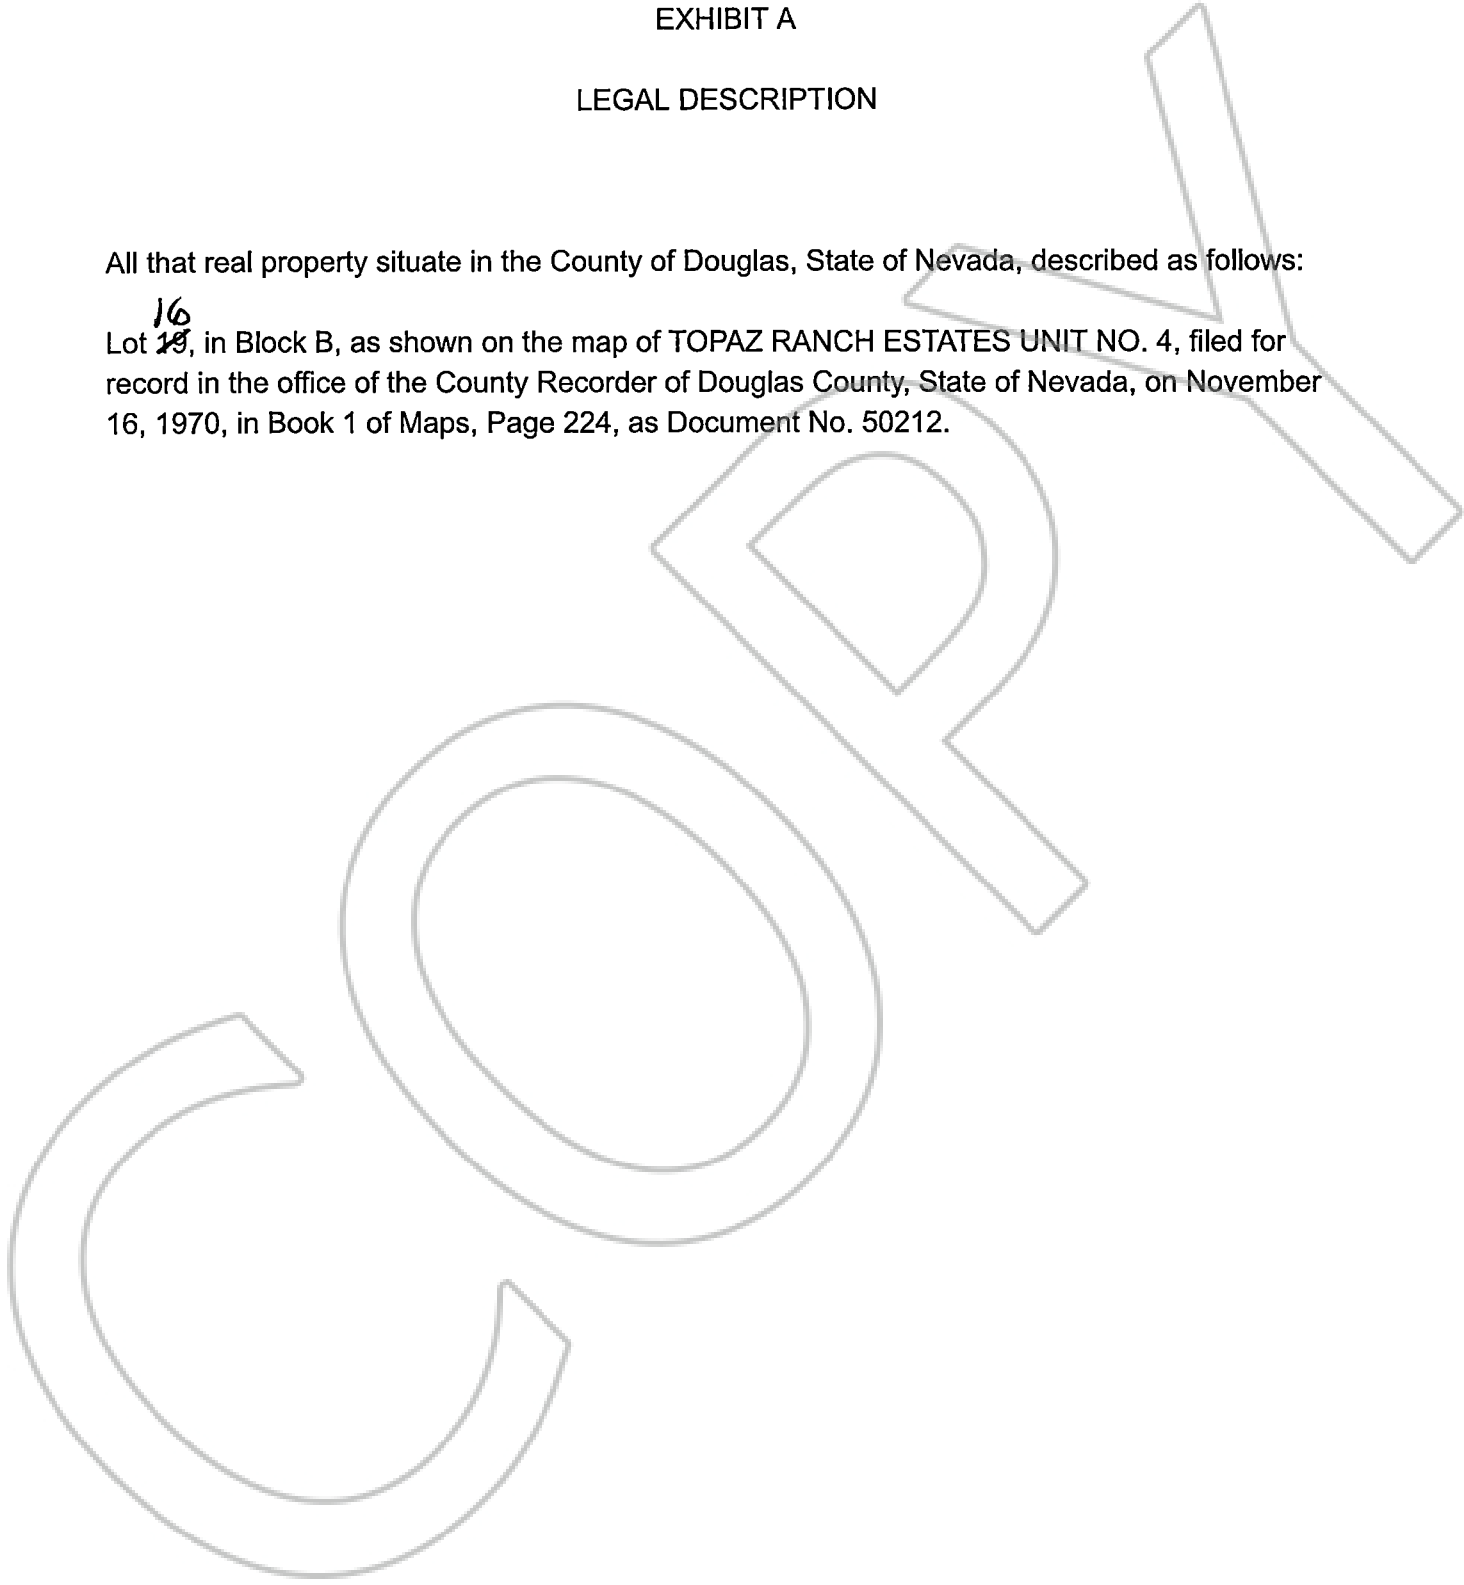 EXHIBIT A
LEGAL DESCRIPTION
All that real property situate in the County of Douglas, State of Nevada, described as follows:
16
Lot 19, in Block B, as shown on the map of TOPAZ RANCH ESTATES UNIT NO. 4, filed for
record in the office of the County Recorder of Douglas County, State of Nevada, on November
16, 1970, in Book 1 of Maps, Page 224, as Document No. 50212.
COPY